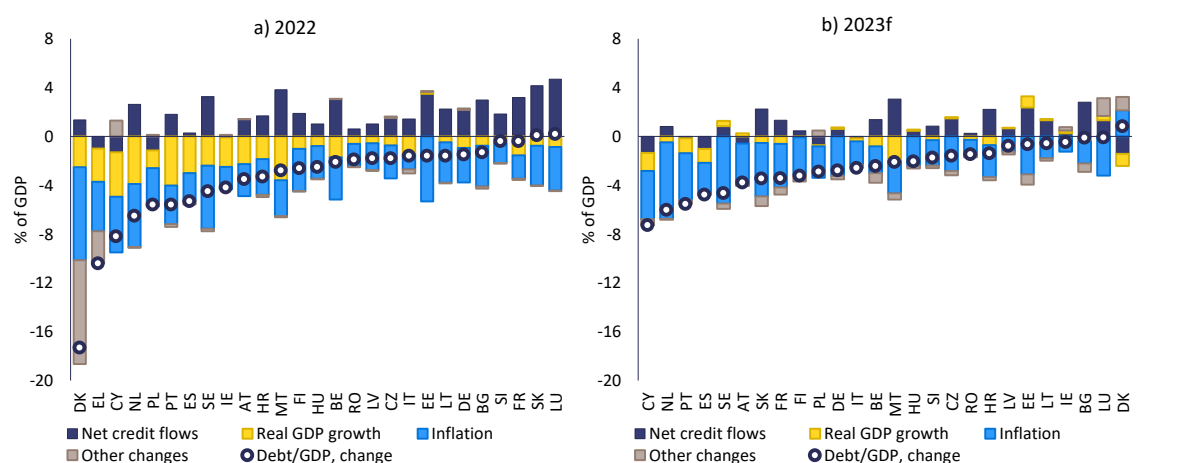 a) 2022
8
4
0
-4
-8
-12
-16
-20
% of GDP
DK EL CY NL PL PT ES SE IE AT HR MT FI HU BE RO LV CZ IT EE LT DE BG SI FR SK LU
Net credit flows Real GDP growth Inflation
Other changes Debt/GDP, change
b) 2023f
8
4
0
-4
-8
-12
-16
-20
% of GDP
CY NL PT ES SE AT SK FR FI PL DE IT BE MT HU SI CZ RO HR LV EE LT IE BG LU DK
Net credit flows Real GDP growth Inflation
Other changes Debt/GDP, change